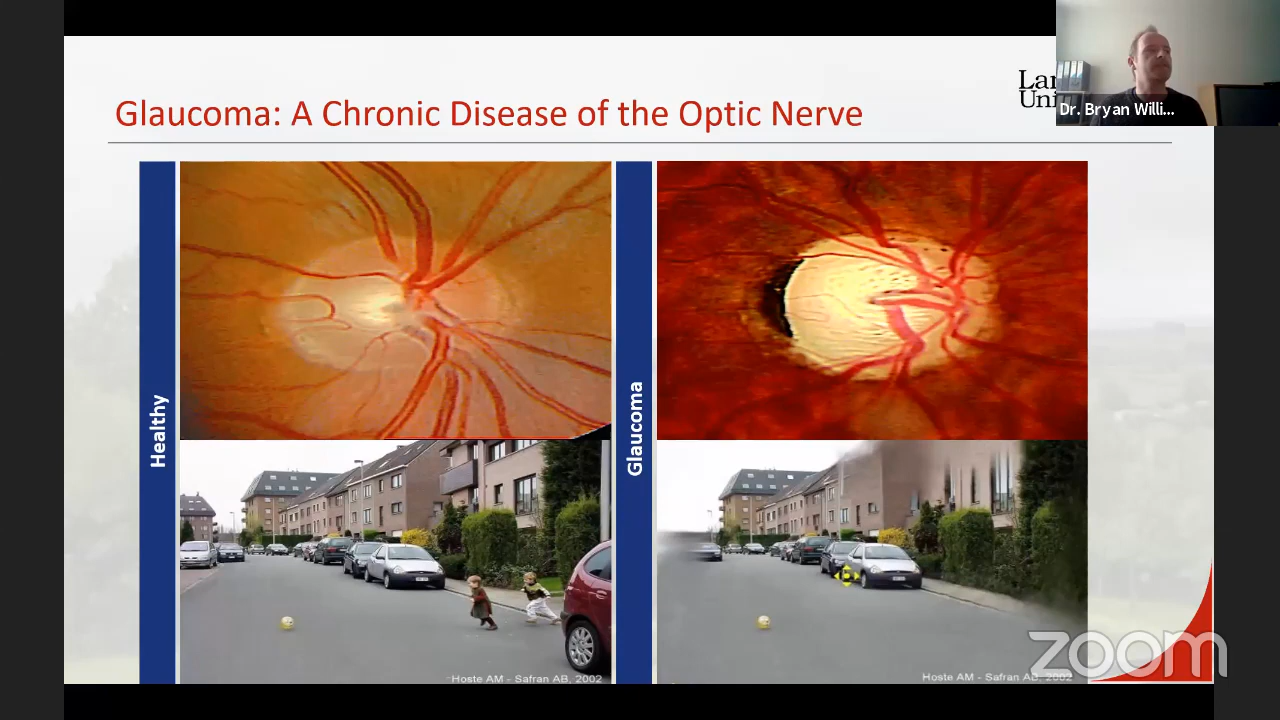 Glaucoma: A Chronic Disease of the Optic Nerve
Dr. Bryan Willi...
Healthy
Glaucoma
Hoste AM - Safran AB, 2002
Hoste AM - Safran AB, 2002
zoom